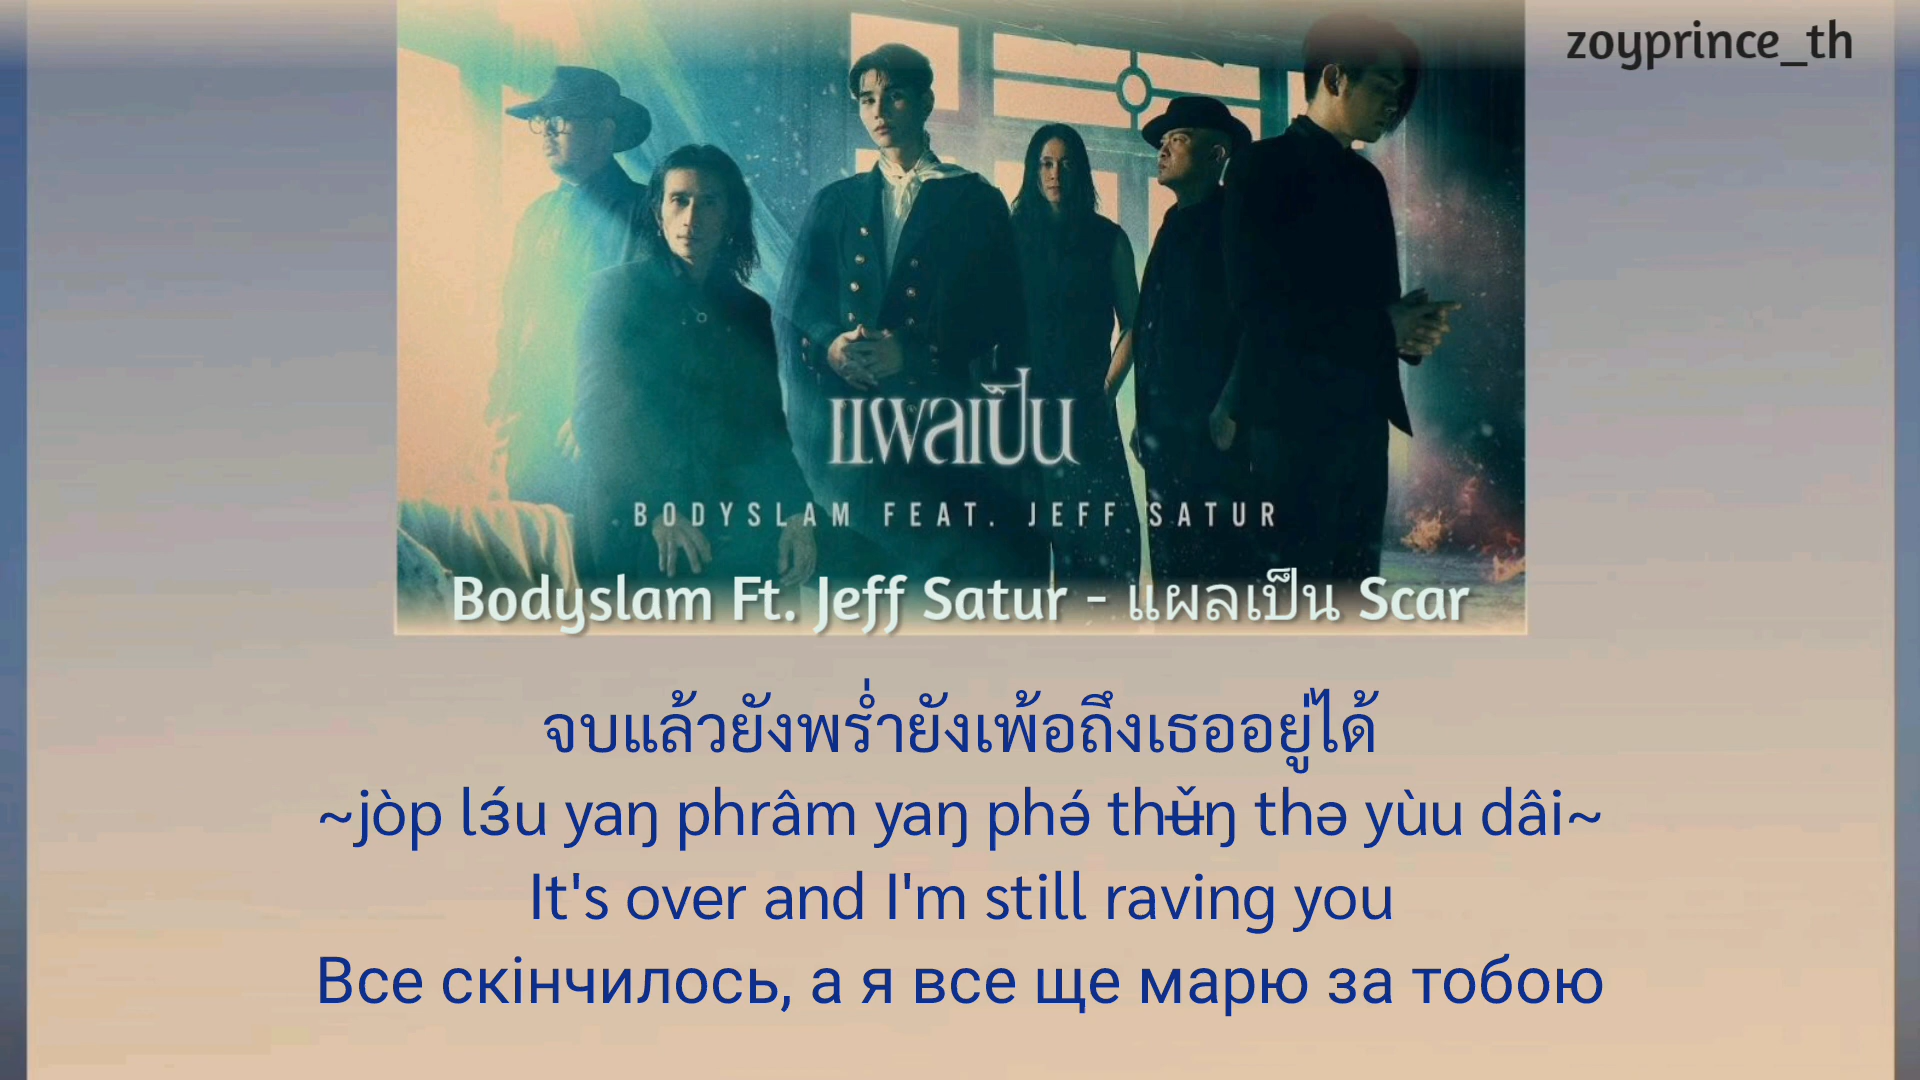 zoyprince_th
แผลเป็น
BODYSLAM FEAT. JEFF SATUR
Bodyslam Ft. Jeff Satur - แผลเป็น Scar
จบแล้วยังพร่ำยังเพ้อถึงเธออยู่ได้
~jòp lɜ́u yaŋ phrâm yaŋ phə́ thʉ̌ŋ thə yùu dâi~
It's over and I'm still raving you
Все скінчилось, а я все ще марю за тобою